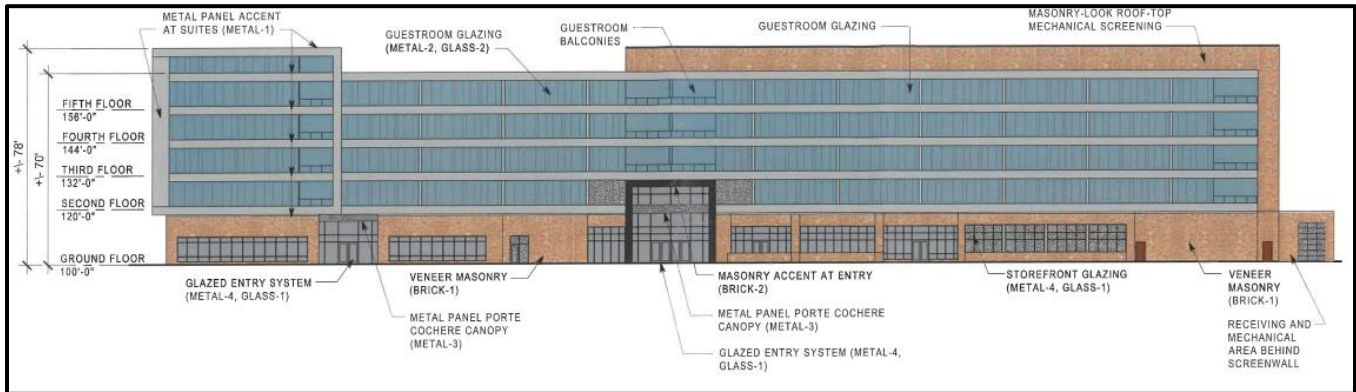 METAL PANEL ACCENT
AT SUITES (METAL-1)
GUESTROOM GLAZING
(METAL-2, GLASS-2)
GUESTROOM
BALCONIES
GUESTROOM GLAZING
MASONRY-LOOK ROOF-TOP
MECHANICAL SCREENING
+\- 78'
+\- 70'
FIFTH FLOOR
156'-0"
FOURTH FLOOR
144'-0"
THIRD FLOOR
132'-0"
SECOND FLOOR
120'-0"
GROUND FLOOR
100'-0"
GLAZED ENTRY SYSTEM
(METAL-4, GLASS-1)
VENEER MASONRY
(BRICK-1)
METAL PANEL PORTE
COCHERE CANOPY
(METAL-3)
MASONRY ACCENT AT ENTRY
(BRICK-2)
METAL PANEL PORTE COCHERE
CANOPY (METAL-3)
GLAZED ENTRY SYSTEM (METAL-4,
GLASS-1)
STOREFRONT GLAZING
(METAL-4, GLASS-1)
VENEER
MASONRY
(BRICK-1)
RECEIVING AND
MECHANICAL
AREA BEHIND
SCREENWALL